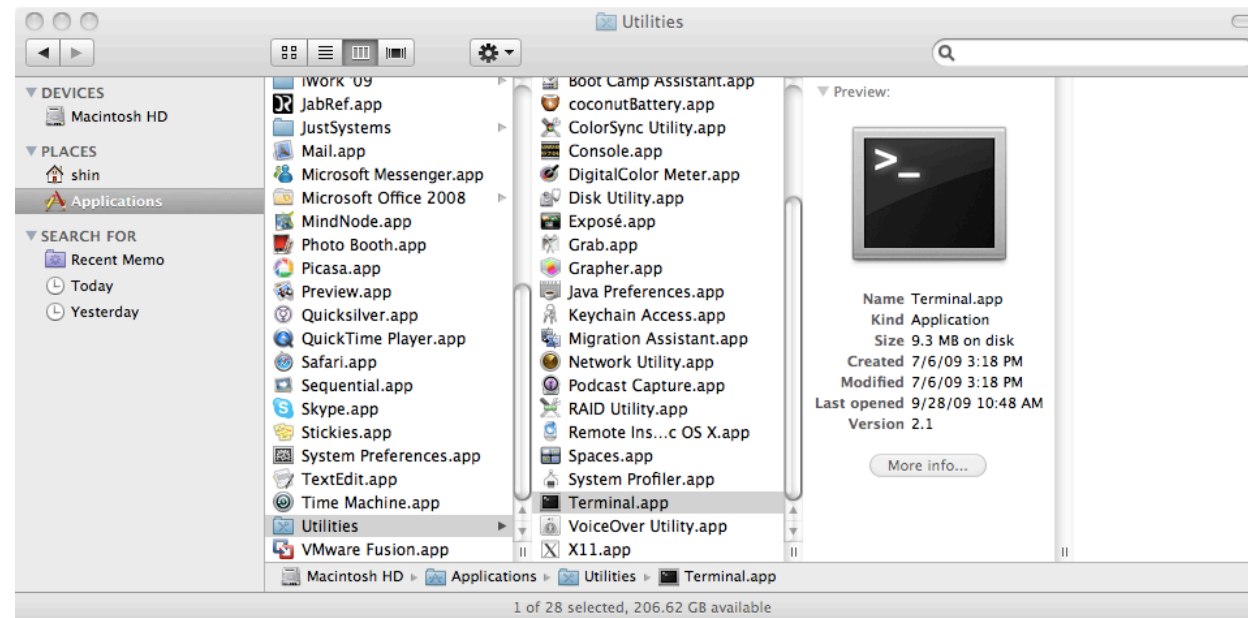 Utilities
DEVICES
Macintosh HD
PLACES
shin
Applications
SEARCH FOR
Recent Memo
Today
Yesterday
iWork '09
JabRef.app
JustSystems
Mail.app
Microsoft Messenger.app
Microsoft Office 2008
MindNode.app
Photo Booth.app
Picasa.app
Preview.app
Quicksilver.app
QuickTime Player.app
Safari.app
Sequential.app
Skype.app
Stickies.app
System Preferences.app
TextEdit.app
Time Machine.app
Utilities
VMware Fusion.app
Boot Camp Assistant.app
coconutBattery.app
ColorSync Utility.app
Console.app
DigitalColor Meter.app
Disk Utility.app
Exposé.app
Grab.app
Grapher.app
Java Preferences.app
Keychain Access.app
Migration Assistant.app
Network Utility.app
Podcast Capture.app
RAID Utility.app
Remote Ins...c OS X.app
Spaces.app
System Profiler.app
Terminal.app
VoiceOver Utility.app
X11.app
Preview:
>_
Name Terminal.app
Kind Application
Size 9.3 MB on disk
Created 7/6/09 3:18 PM
Modified 7/6/09 3:18 PM
Last opened 9/28/09 10:48 AM
Version 2.1
More info...
Macintosh HD ▸ Applications ▸ Utilities ▸ Terminal.app
1 of 28 selected, 206.62 GB available